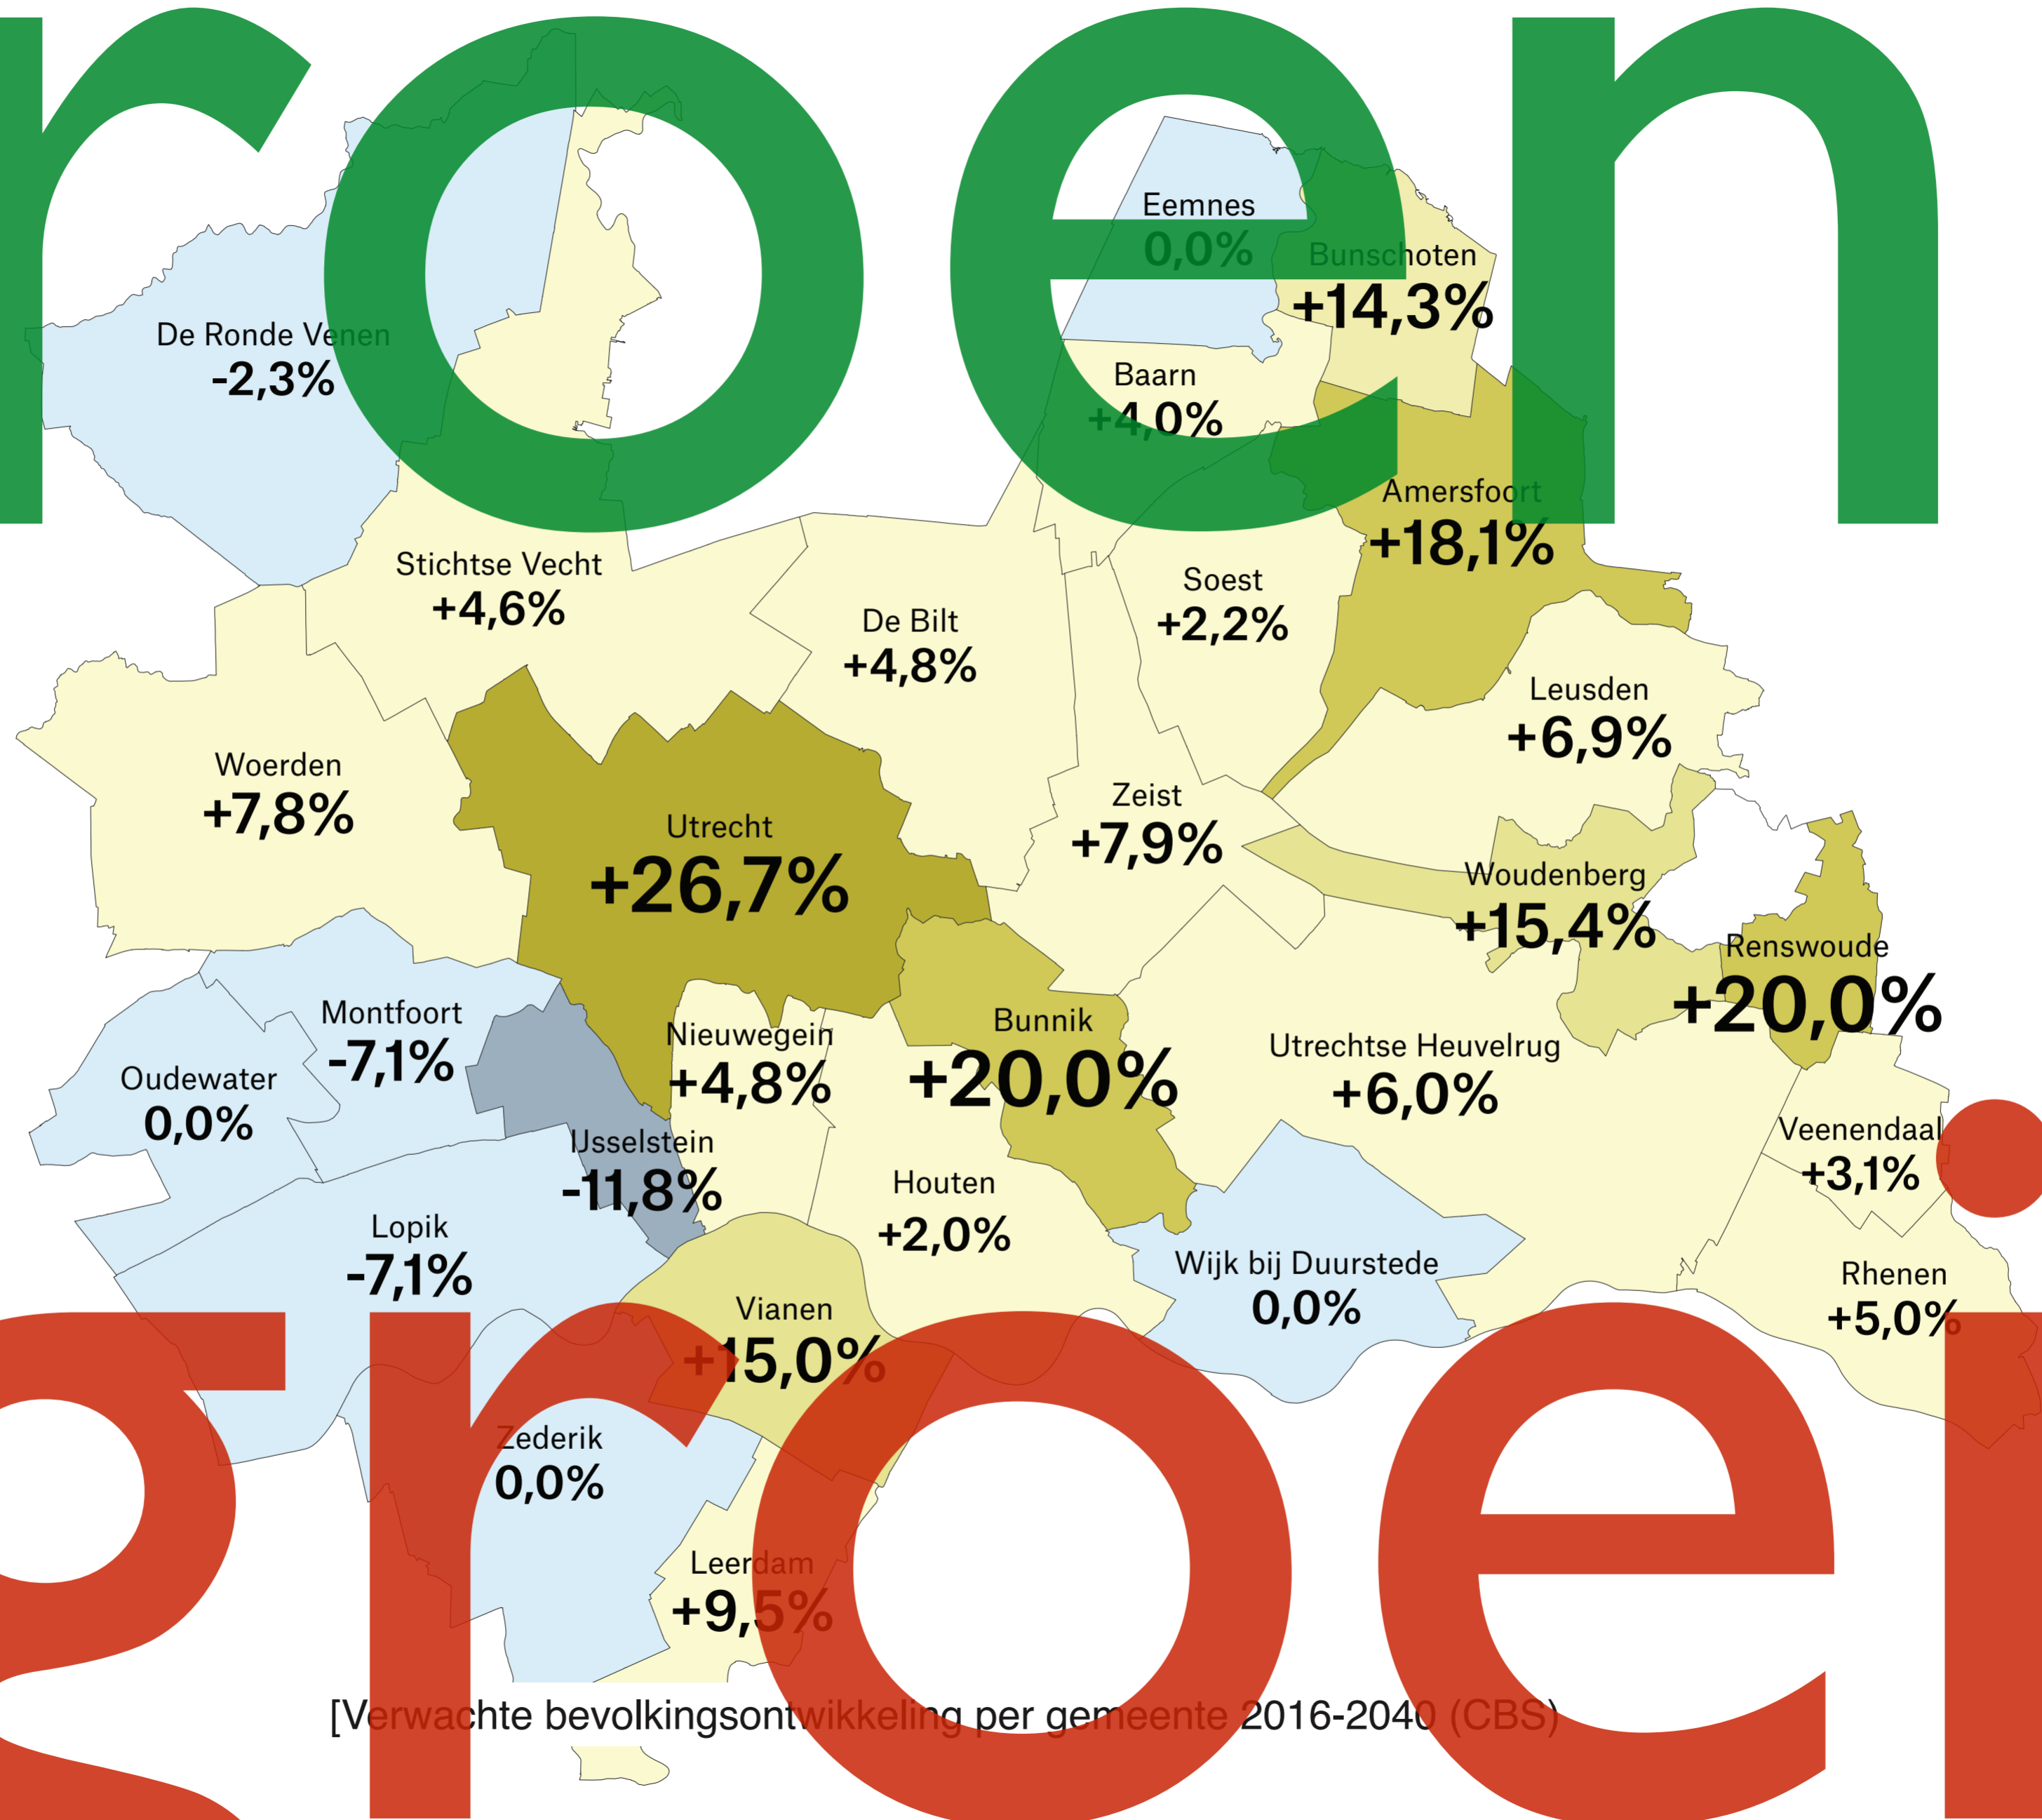 roen
Eemnes
0,0%
Bunschoten
+14,3%
De Ronde Venen
-2,3%
Baarn
+4,0%
Amersfoort
+18,1%
Stichtse Vecht
+4,6%
Soest
+2,2%
De Bilt
+4,8%
Leusden
+6,9%
Woerden
+7,8%
Zeist
+7,9%
Utrecht
+26,7%
Woudenberg
+15,4%
Renswoude
+20,0%
Montfoort
-7,1%
Nieuwegein
+4,8%
Bunnik
+20,0%
Utrechtse Heuvelrug
+6,0%
Oudewater
0,0%
IJsselstein
-11,8%
Veenendaal
+3,1%
Houten
+2,0%
Lopik
-7,1%
Wijk bij Duurstede
0,0%
Rhenen
+5,0%
Vianen
+15,0%
Zederik
0,0%
Leerdam
+9,5%
groei
[Verwachte bevolkingsontwikkeling per gemeente 2016-2040 (CBS)